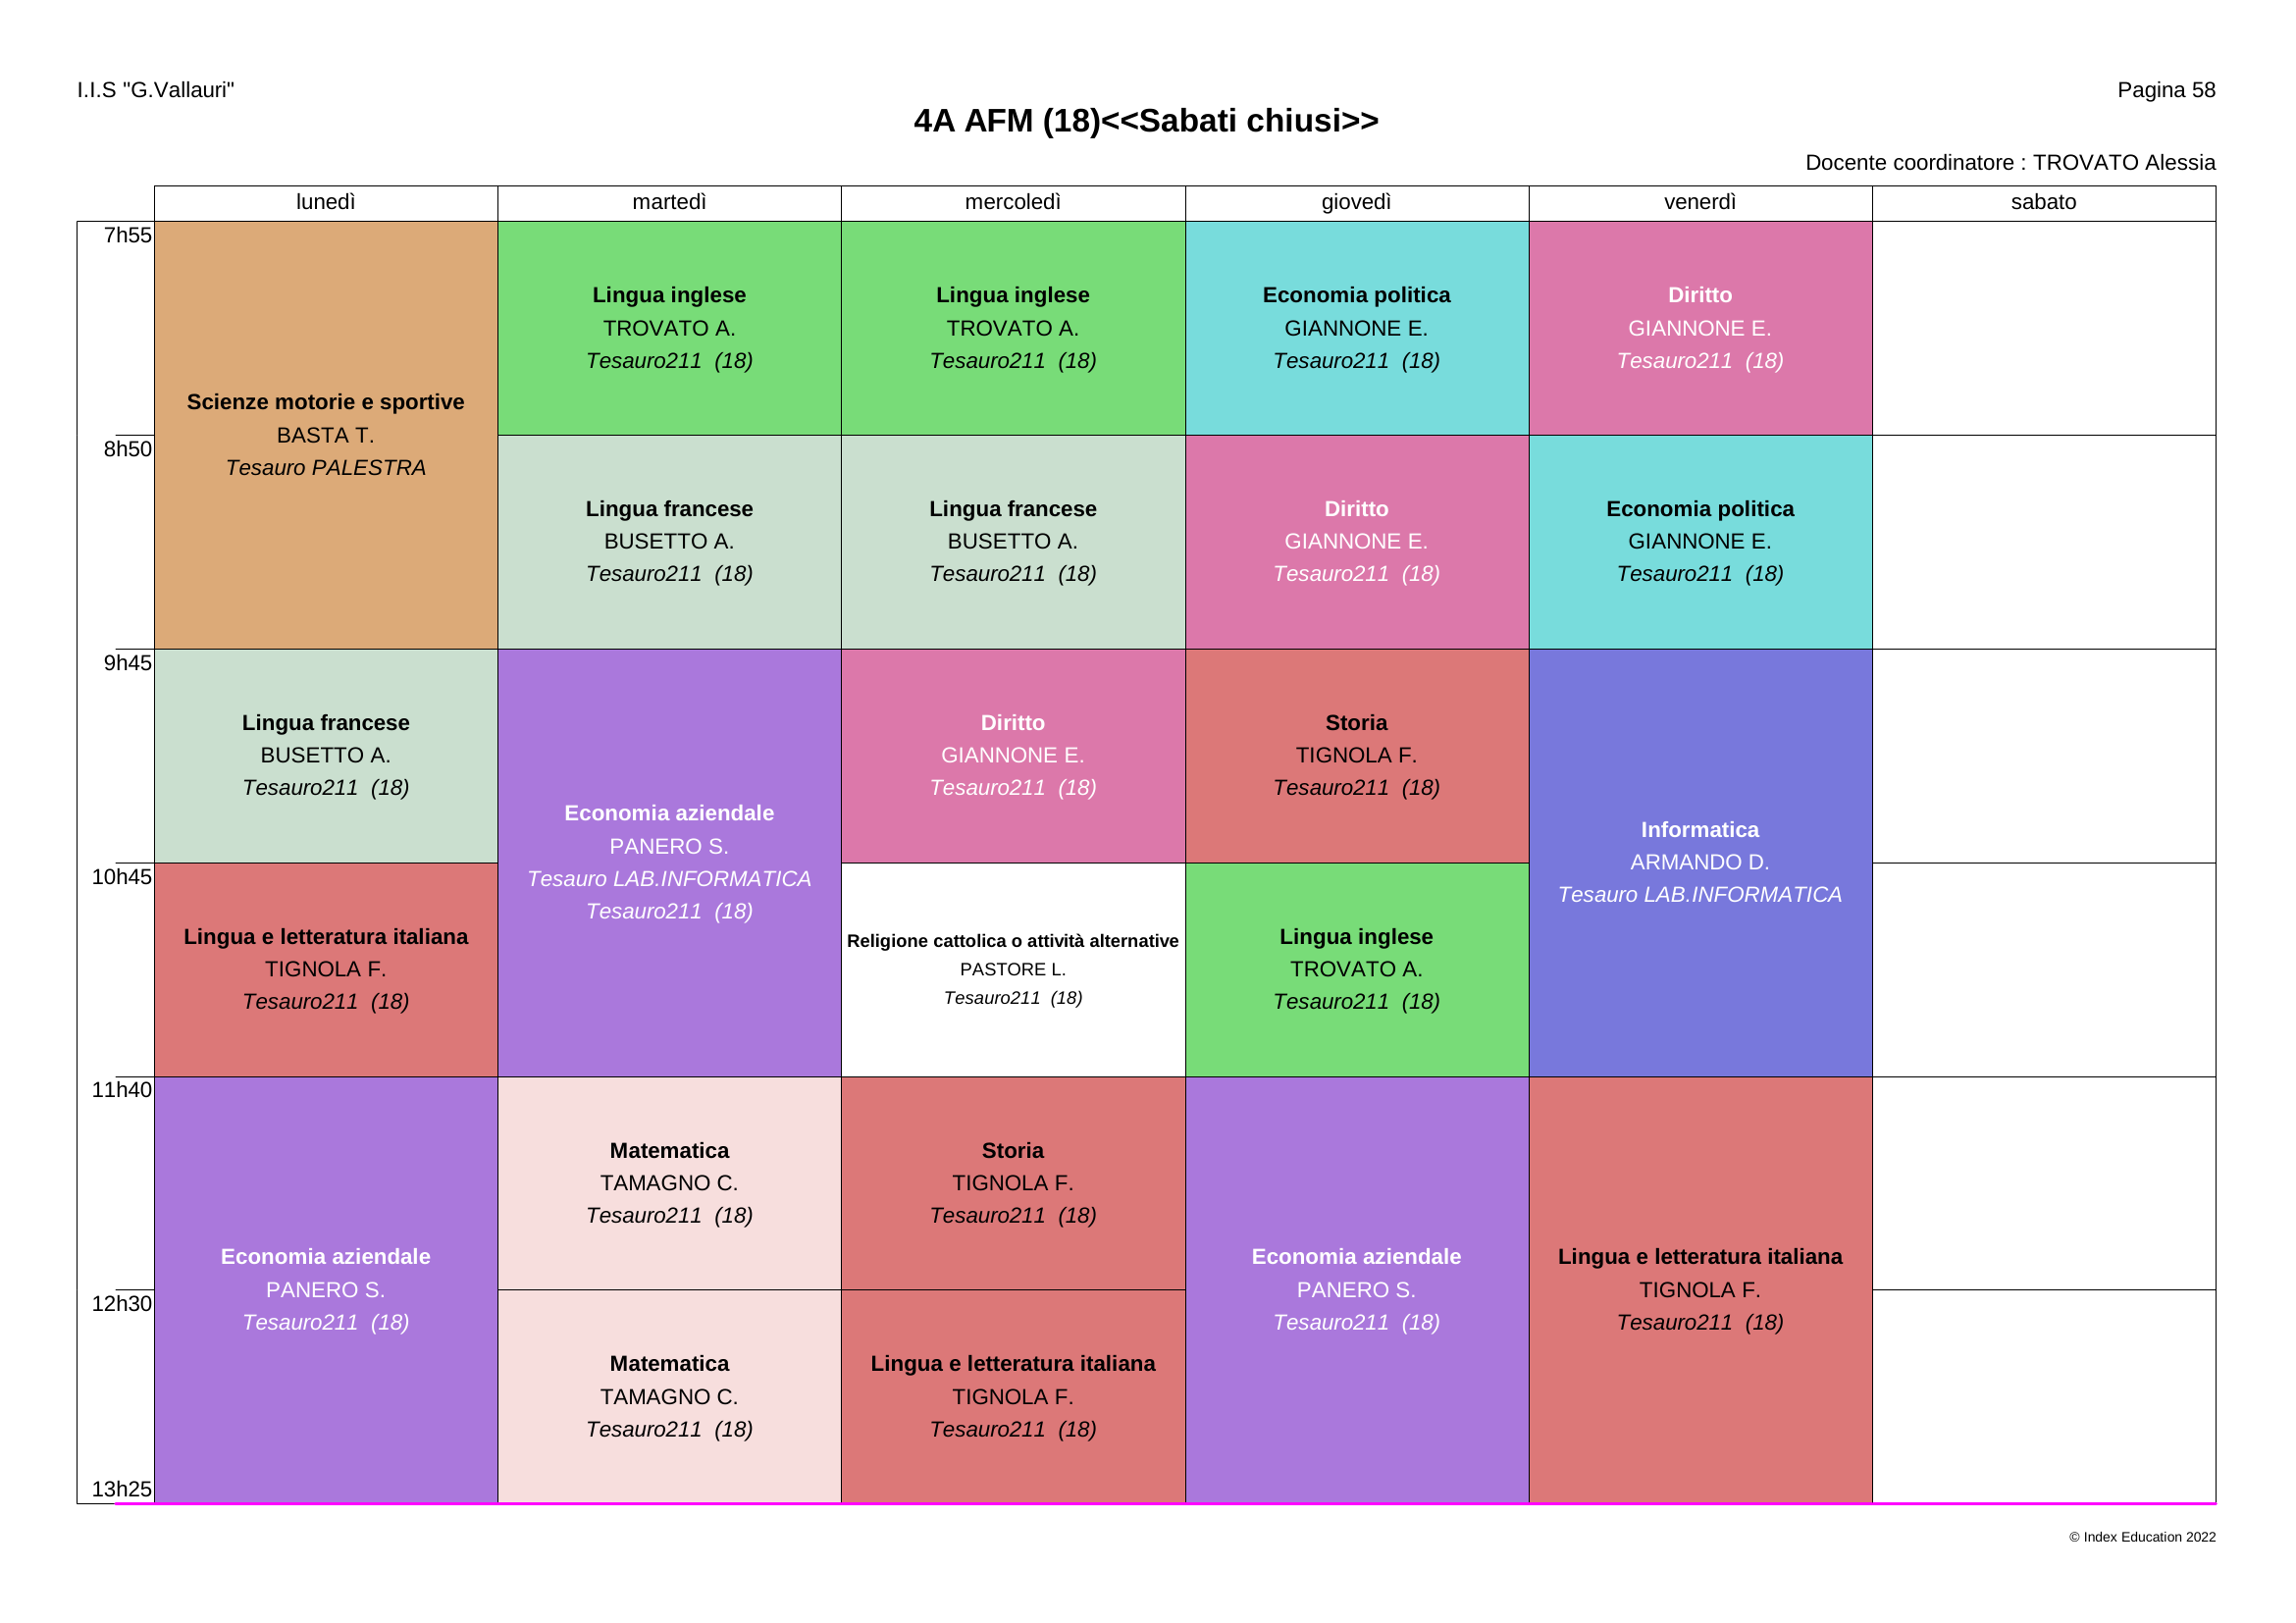 I.I.S "G.Vallauri"
Pagina 58
4A AFM (18)<<Sabati chiusi>>
Docente coordinatore : TROVATO Alessia
lunedì
martedì
mercoledì
giovedì
venerdì
sabato
7h55
Scienze motorie e sportive
BASTA T.
Tesauro PALESTRA
Lingua inglese
TROVATO A.
Tesauro211 (18)
Lingua inglese
TROVATO A.
Tesauro211 (18)
Economia politica
GIANNONE E.
Tesauro211 (18)
Diritto
GIANNONE E.
Tesauro211 (18)
8h50
Lingua francese
BUSETTO A.
Tesauro211 (18)
Lingua francese
BUSETTO A.
Tesauro211 (18)
Diritto
GIANNONE E.
Tesauro211 (18)
Economia politica
GIANNONE E.
Tesauro211 (18)
9h45
Lingua francese
BUSETTO A.
Tesauro211 (18)
Economia aziendale
PANERO S.
Tesauro LAB.INFORMATICA
Tesauro211 (18)
Diritto
GIANNONE E.
Tesauro211 (18)
Storia
TIGNOLA F.
Tesauro211 (18)
Informatica
ARMANDO D.
Tesauro LAB.INFORMATICA
10h45
Lingua e letteratura italiana
TIGNOLA F.
Tesauro211 (18)
Religione cattolica o attività alternative
PASTORE L.
Tesauro211 (18)
Lingua inglese
TROVATO A.
Tesauro211 (18)
11h40
Economia aziendale
PANERO S.
Tesauro211 (18)
Matematica
TAMAGNO C.
Tesauro211 (18)
Storia
TIGNOLA F.
Tesauro211 (18)
Economia aziendale
PANERO S.
Tesauro211 (18)
Lingua e letteratura italiana
TIGNOLA F.
Tesauro211 (18)
12h30
Matematica
TAMAGNO C.
Tesauro211 (18)
Lingua e letteratura italiana
TIGNOLA F.
Tesauro211 (18)
13h25
© Index Education 2022